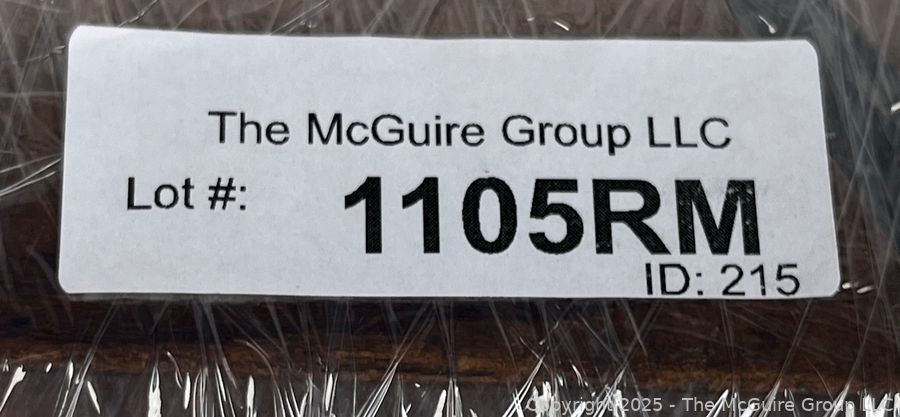 The McGuire Group LLC
Lot #: 1105RM
ID: 215
Copyright 2025 - The McGuire Group LLC